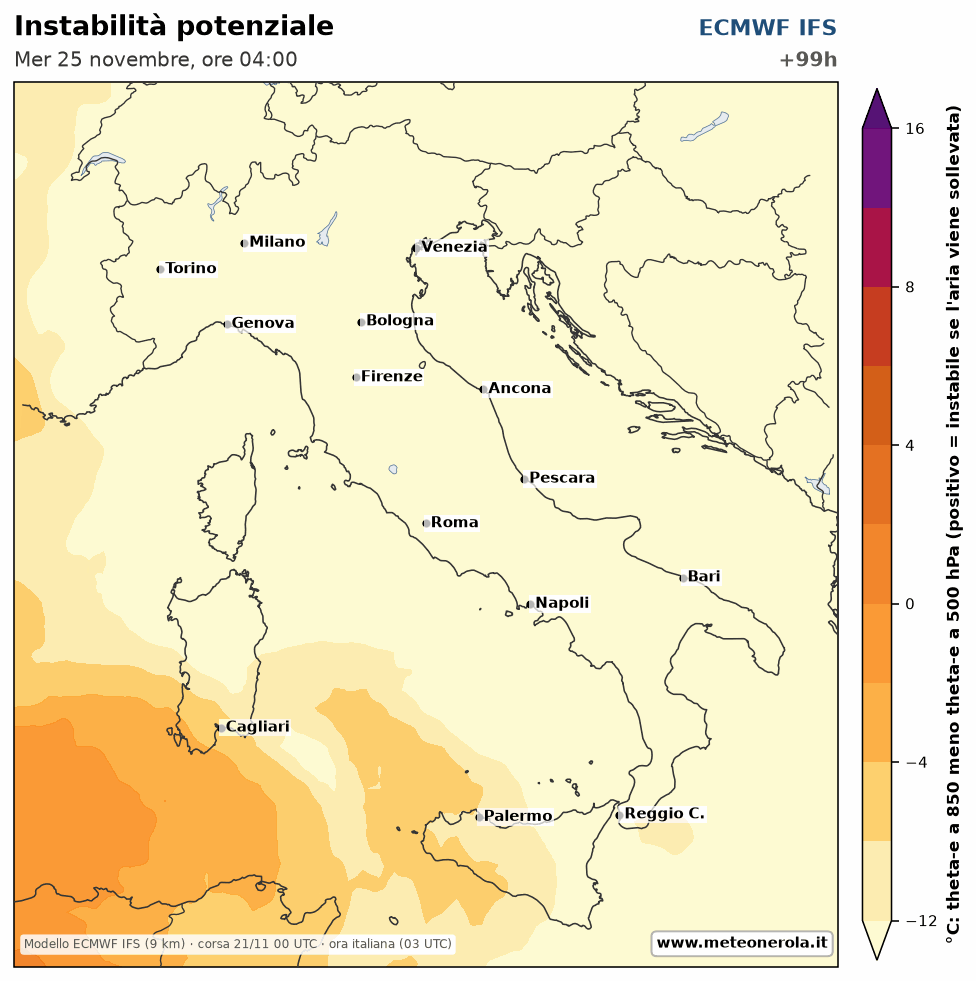 Instabilità potenziale
ECMWF IFS
Mer 25 novembre, ore 04:00
+99h
Milano
Venezia
Torino
Genova
Bologna
Firenze
Ancona
Pescara
Roma
Bari
Napoli
Cagliari
Palermo
Reggio C.
16
8
4
0
−4
−12
°C: theta-e a 850 meno theta-e a 500 hPa (positivo = instabile se l'aria viene sollevata)
Modello ECMWF IFS (9 km) · corsa 21/11 00 UTC · ora italiana (03 UTC)
www.meteonerola.it